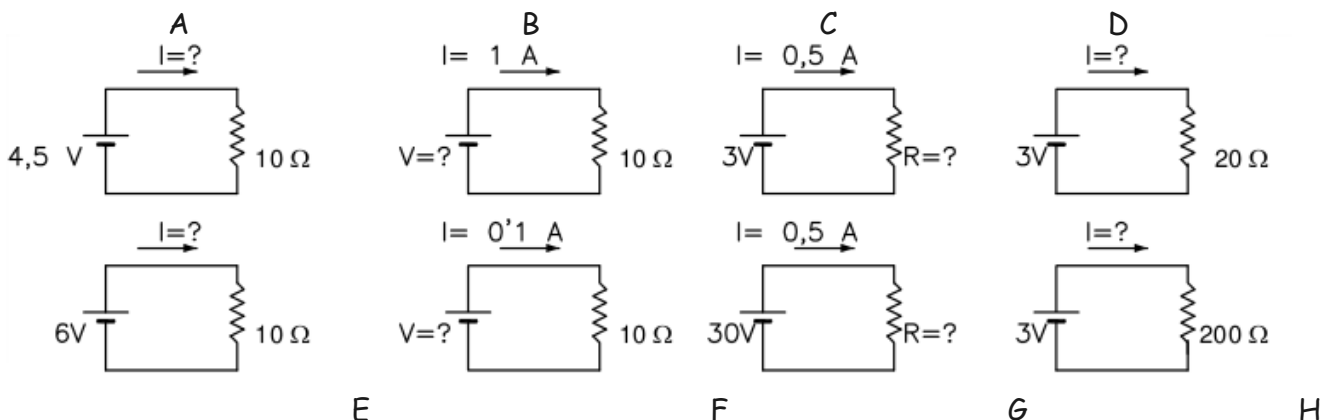 A B C D
I=? I= 1 A I= 0,5 A I=?
4,5 V 10 Ω V=? 10 Ω 3V R=? 3V 20 Ω
I=? I= 0'1 A I= 0,5 A I=?
6V 10 Ω V=? 10 Ω 30V R=? 3V 200 Ω
E F G H